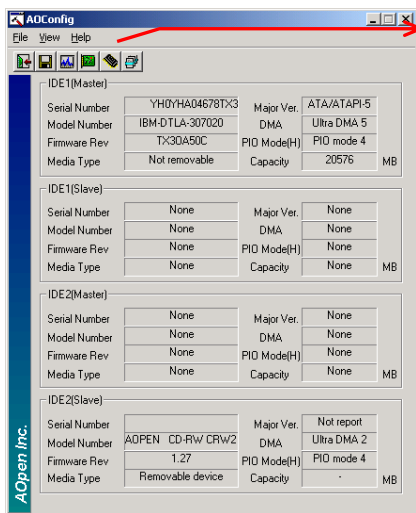 AOConfig
File View Help
IDE1(Master)
Serial Number YH0YHA04678TX3 Major Ver. ATA/ATAPI-5
Model Number IBM-DTLA-307020 DMA Ultra DMA 5
Firmware Rev TX3OA50C PIO Mode(H) PIO mode 4
Media Type Not removable Capacity 20576 MB
IDE1(Slave)
Serial Number None Major Ver. None
Model Number None DMA None
Firmware Rev None PIO Mode(H) None
Media Type None Capacity None MB
IDE2(Master)
Serial Number None Major Ver. None
Model Number None DMA None
Firmware Rev None PIO Mode(H) None
Media Type None Capacity None MB
IDE2(Slave)
Serial Number Major Ver. Not report
Model Number AOPEN CD-RW CRW2 DMA Ultra DMA 2
Firmware Rev 1.27 PIO Mode(H) PIO mode 4
Media Type Removable device Capacity - MB
AOpen Inc.